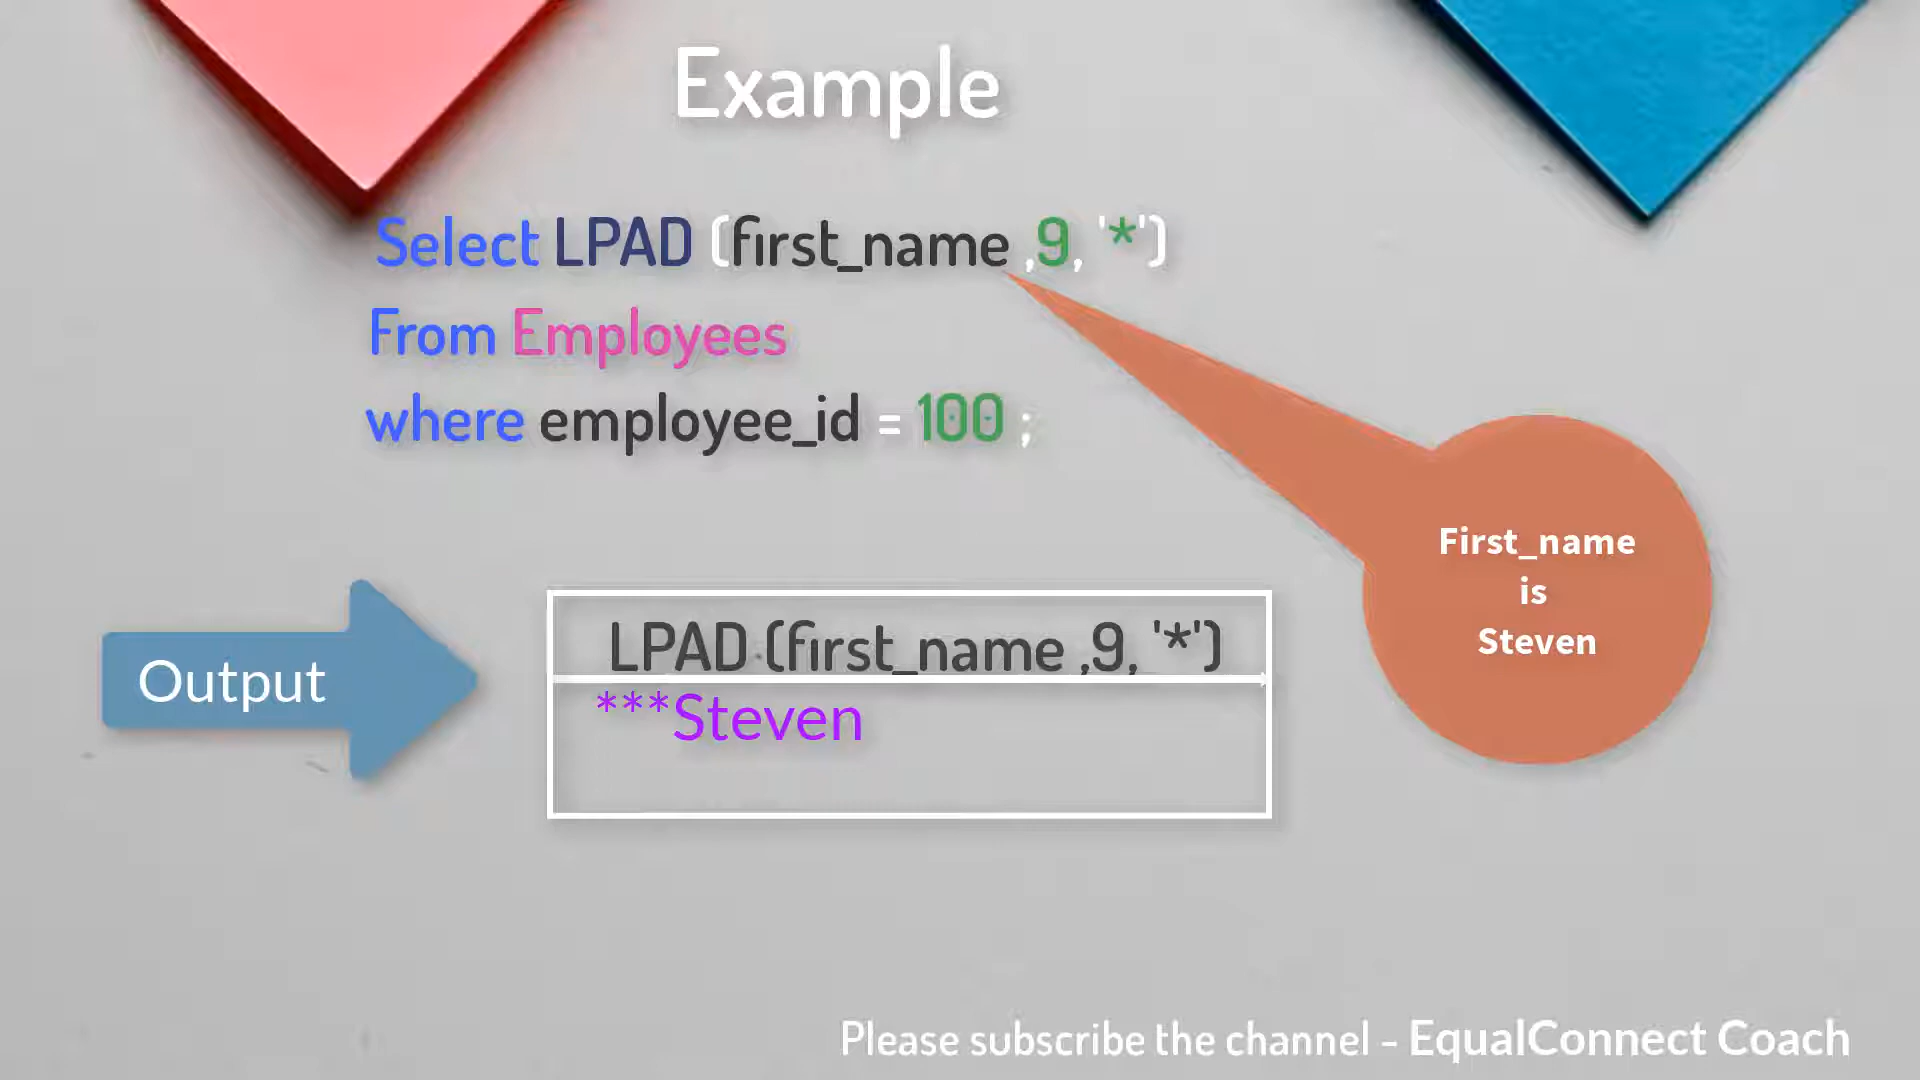 Example
Select LPAD (first_name ,9, '*')
From Employees
where employee_id = 100 ;
First_name
is
Steven
Output
LPAD (first_name ,9, '*')
***Steven
Please subscribe the channel - EqualConnect Coach